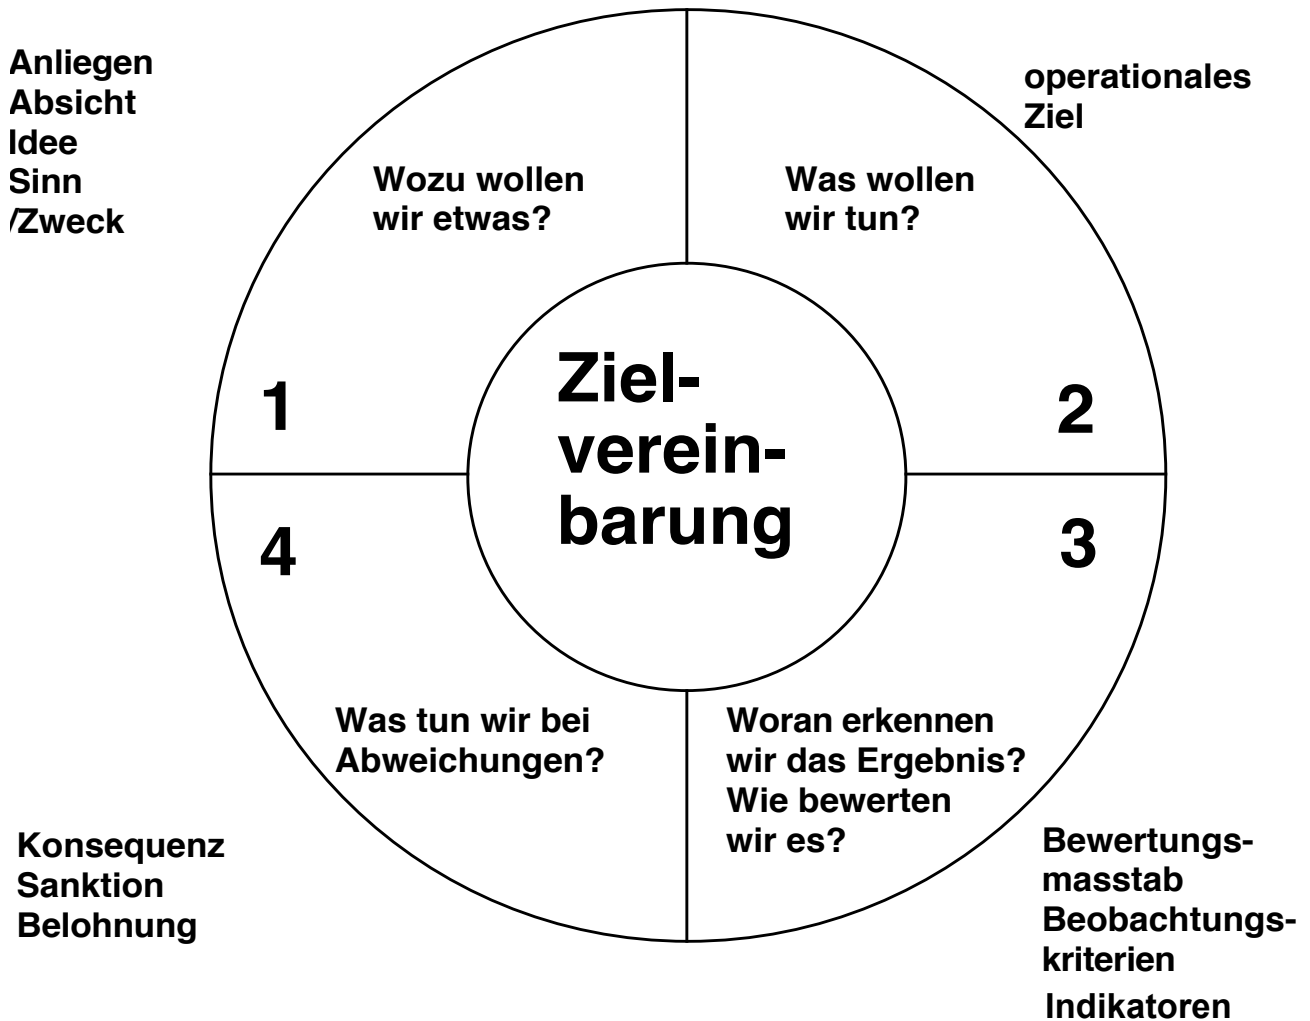 Anliegen
Absicht
Idee
Sinn
/Zweck
operationales
Ziel
Wozu wollen
wir etwas?
Was wollen
wir tun?
1
2
Ziel-
verein-
barung
4
3
Was tun wir bei
Abweichungen?
Woran erkennen
wir das Ergebnis?
Wie bewerten
wir es?
Konsequenz
Sanktion
Belohnung
Bewertungs-
masstab
Beobachtungs-
kriterien
Indikatoren